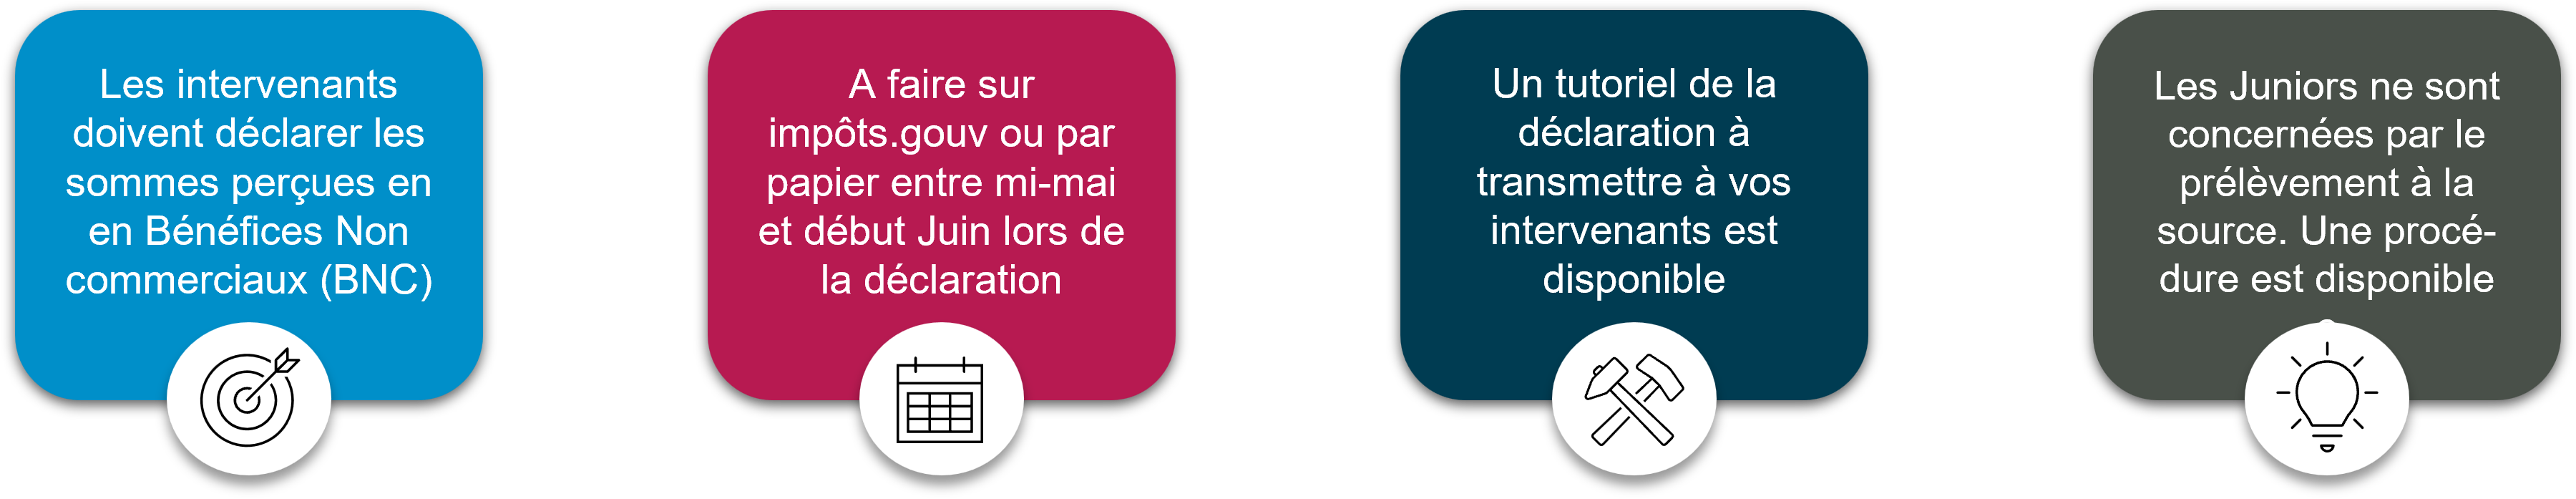 Les intervenants
doivent déclarer les
sommes perçues en
en Bénéfices Non
commerciaux (BNC)
A faire sur
impôts.gouv ou par
papier entre mi-mai
et début Juin lors de
la déclaration
Un tutoriel de la
déclaration à
transmettre à vos
intervenants est
disponible
Les Juniors ne sont
concernées par le
prélèvement à la
source. Une procé-
dure est disponible